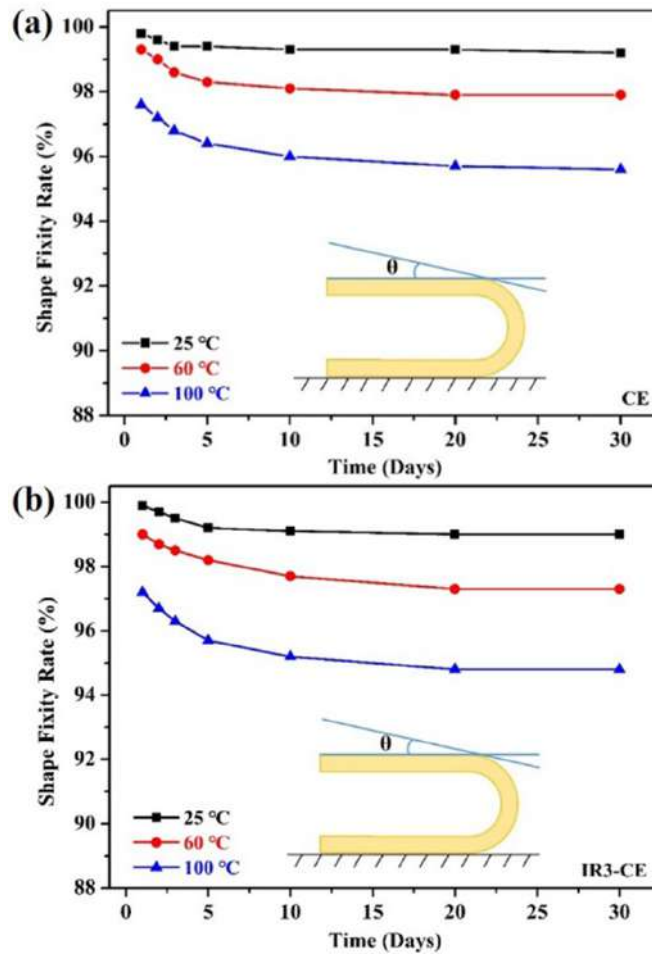 (a)
100
98
96
94
92
90
88
Shape Fixity Rate (%)
θ
25 °C
60 °C
100 °C
CE
0 5 10 15 20 25 30
Time (Days)
(b)
100
98
96
94
92
90
88
Shape Fixity Rate (%)
θ
25 °C
60 °C
100 °C
IR3-CE
0 5 10 15 20 25 30
Time (Days)